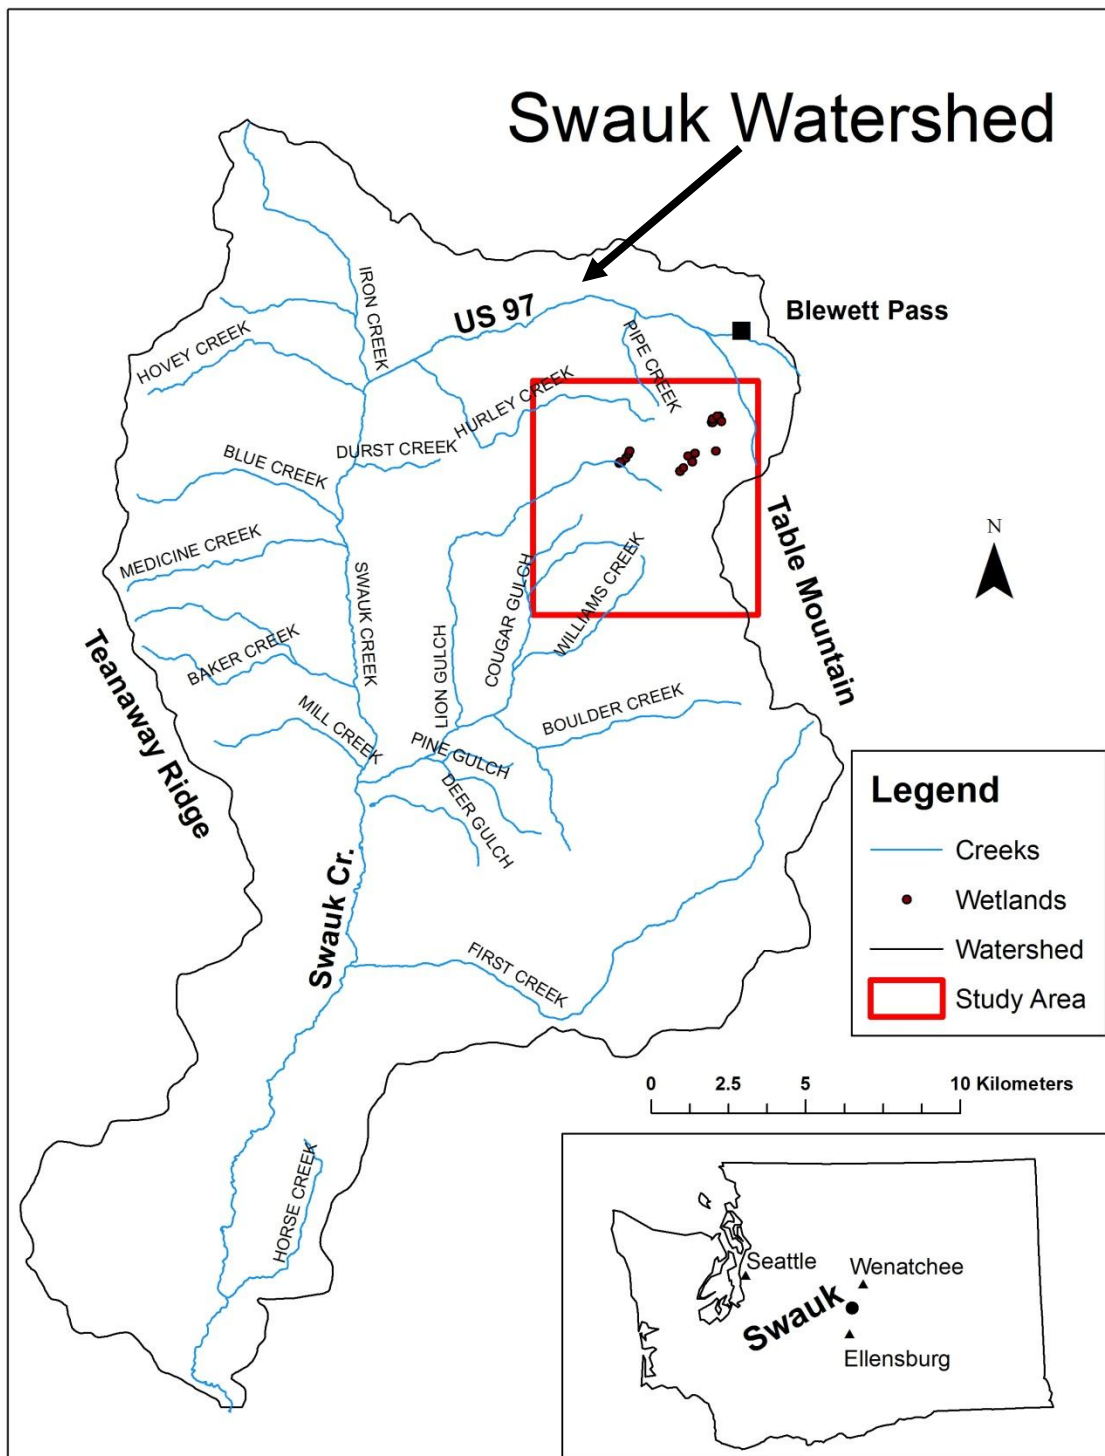 Swauk Watershed
IRON CREEK
US 97
Blewett Pass
PIPE CREEK
HOVEY CREEK
HURLEY CREEK
DURST CREEK
BLUE CREEK
MEDICINE CREEK
SWAUK CREEK
COUGAR GULCH
WILLIAMS CREEK
Table Mountain
N
Teanaway Ridge
BAKER CREEK
LION GULCH
MILL CREEK
BOULDER CREEK
PINE GULCH
DEER GULCH
Swauk Cr.
FIRST CREEK
HORSE CREEK
Legend
Creeks
Wetlands
Watershed
Study Area
0 2.5 5 10 Kilometers
Seattle
Wenatchee
Swauk
Ellensburg